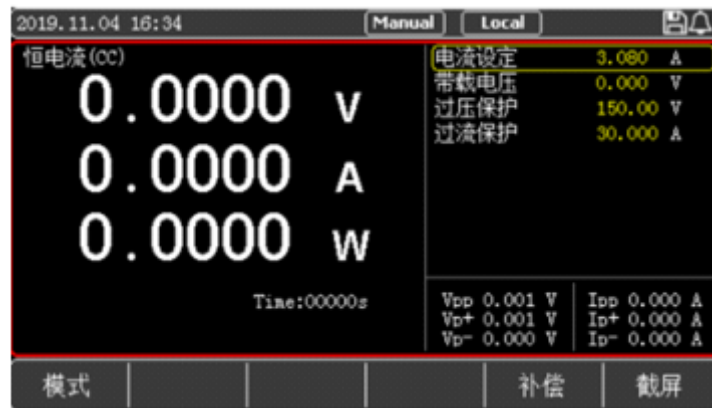 2019.11.04 16:34 Manual Local
恒电流(CC)
0.0000 V
0.0000 A
0.0000 W
Time:00000s
电流设定 3.080 A
带载电压 0.000 V
过压保护 150.00 V
过流保护 30.000 A
Vpp 0.001 V Ipp 0.000 A
Vp+ 0.001 V Ip+ 0.000 A
Vp- 0.000 V Ip- 0.000 A
模式 补偿 截屏